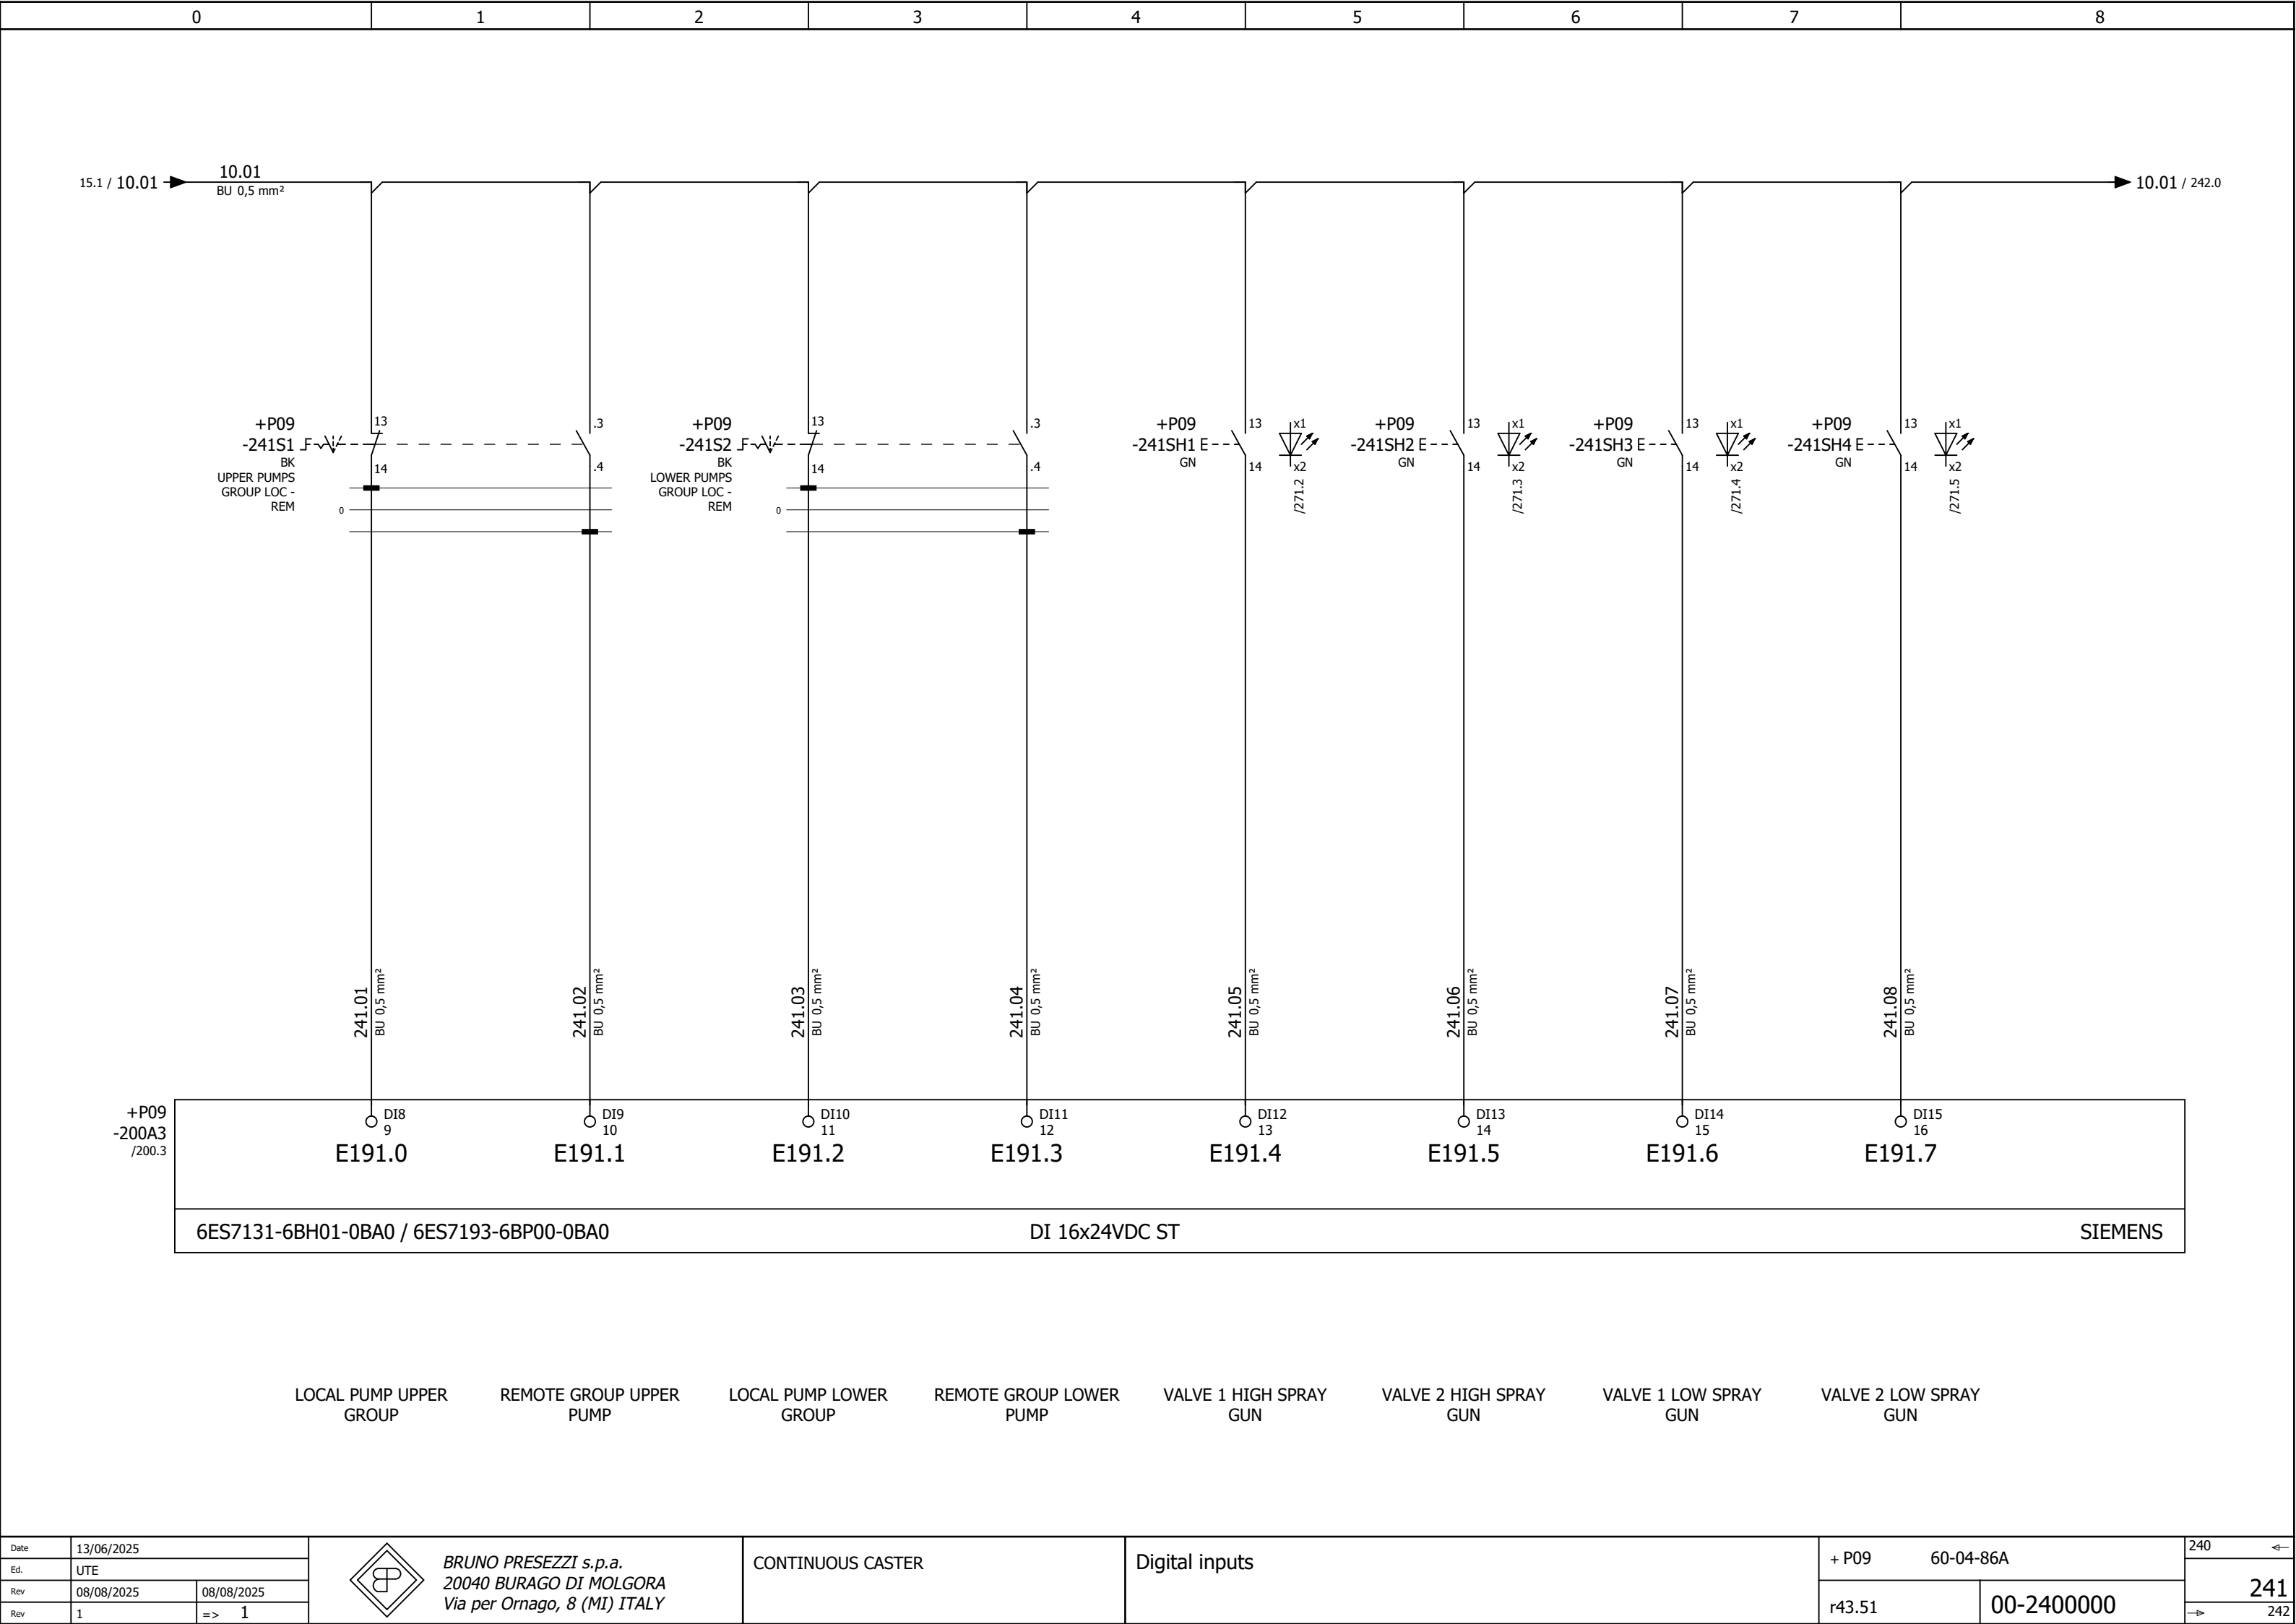 0 1 2 3 4 5 6 7 8
15.1 / 10.01
10.01
BU 0,5 mm²
10.01 / 242.0
+P09
-241S1
BK
UPPER PUMPS
GROUP LOC -
REM
13
14
0
.3
.4
+P09
-241S2
BK
LOWER PUMPS
GROUP LOC -
REM
13
14
0
.3
.4
+P09
-241SH1
GN
13
14
x1
x2
/271.2
+P09
-241SH2
GN
13
14
x1
x2
/271.3
+P09
-241SH3
GN
13
14
x1
x2
/271.4
+P09
-241SH4
GN
13
14
x1
x2
/271.5
241.01
BU 0,5 mm²
241.02
BU 0,5 mm²
241.03
BU 0,5 mm²
241.04
BU 0,5 mm²
241.05
BU 0,5 mm²
241.06
BU 0,5 mm²
241.07
BU 0,5 mm²
241.08
BU 0,5 mm²
+P09
-200A3
/200.3
DI8
9
E191.0
DI9
10
E191.1
DI10
11
E191.2
DI11
12
E191.3
DI12
13
E191.4
DI13
14
E191.5
DI14
15
E191.6
DI15
16
E191.7
6ES7131-6BH01-0BA0 / 6ES7193-6BP00-0BA0
DI 16x24VDC ST
SIEMENS
LOCAL PUMP UPPER
GROUP
REMOTE GROUP UPPER
PUMP
LOCAL PUMP LOWER
GROUP
REMOTE GROUP LOWER
PUMP
VALVE 1 HIGH SPRAY
GUN
VALVE 2 HIGH SPRAY
GUN
VALVE 1 LOW SPRAY
GUN
VALVE 2 LOW SPRAY
GUN
Date 13/06/2025
Ed. UTE
Rev 08/08/2025 08/08/2025
Rev 1 => 1
BRUNO PRESEZZI s.p.a.
20040 BURAGO DI MOLGORA
Via per Ornago, 8 (MI) ITALY
CONTINUOUS CASTER
Digital inputs
+ P09 60-04-86A
r43.51 00-2400000
240
241
242